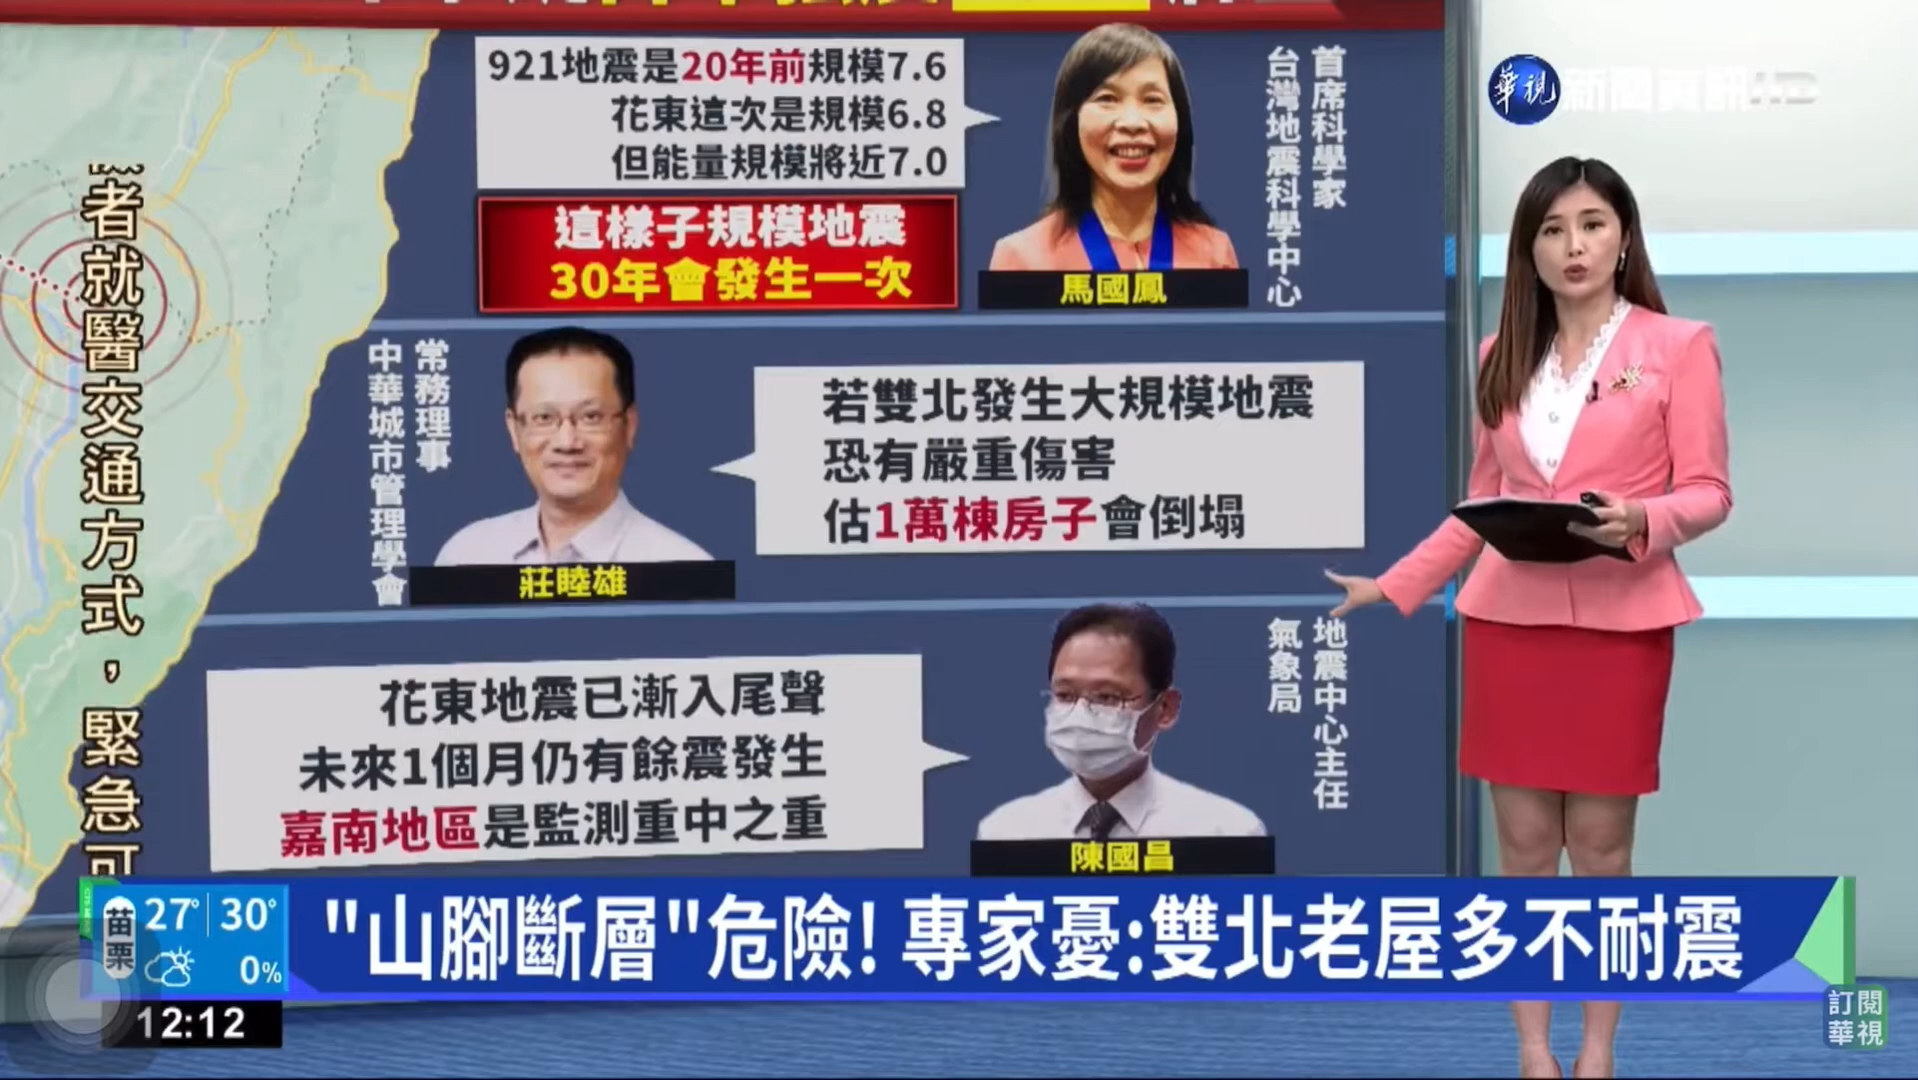 921地震是20年前規模7.6
花東這次是規模6.8
但能量規模將近7.0
這樣子規模地震
30年會發生一次
首席科學家
台灣地震科學中心
馬國鳳
華視
新聞資訊HD
者就醫交通方式，緊急可
常務理事
中華城市管理學會
莊睦雄
若雙北發生大規模地震
恐有嚴重傷害
估1萬棟房子會倒塌
花東地震已漸入尾聲
未來1個月仍有餘震發生
嘉南地區是監測重中之重
地震中心主任
氣象局
陳國昌
苗栗
27° 30°
0%
12:12
"山腳斷層"危險! 專家憂:雙北老屋多不耐震
訂閱
華視